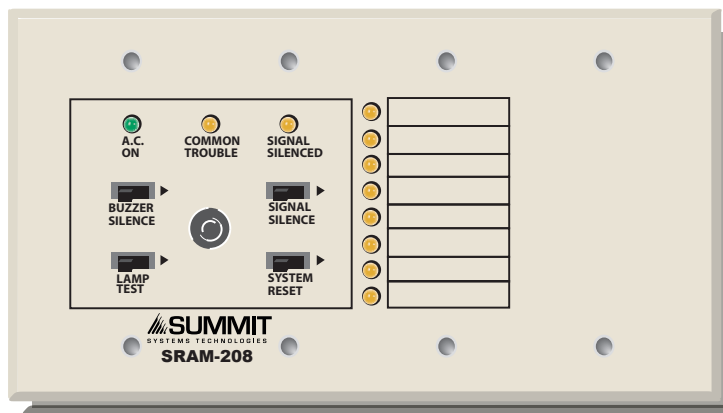 A.C.
ON
COMMON
TROUBLE
SIGNAL
SILENCED
BUZZER
SILENCE
SIGNAL
SILENCE
LAMP
TEST
SYSTEM
RESET
SUMMIT
SYSTEMS TECHNOLOGIES
SRAM-208